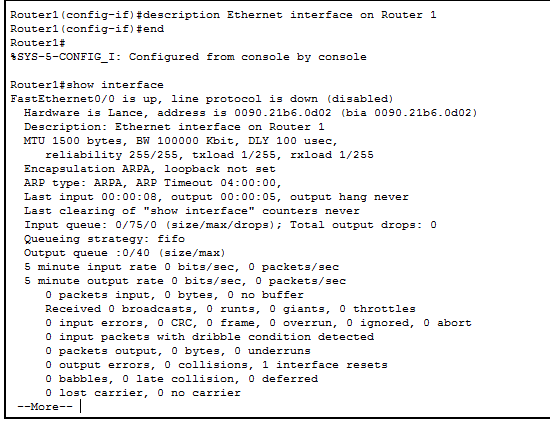 Router1(config-if)#description Ethernet interface on Router 1
Router1(config-if)#end
Router1#
%SYS-5-CONFIG_I: Configured from console by console
Router1#show interface
FastEthernet0/0 is up, line protocol is down (disabled)
Hardware is Lance, address is 0090.21b6.0d02 (bia 0090.21b6.0d02)
Description: Ethernet interface on Router 1
MTU 1500 bytes, BW 100000 Kbit, DLY 100 usec,
reliability 255/255, txload 1/255, rxload 1/255
Encapsulation ARPA, loopback not set
ARP type: ARPA, ARP Timeout 04:00:00,
Last input 00:00:08, output 00:00:05, output hang never
Last clearing of "show interface" counters never
Input queue: 0/75/0 (size/max/drops); Total output drops: 0
Queueing strategy: fifo
Output queue :0/40 (size/max)
5 minute input rate 0 bits/sec, 0 packets/sec
5 minute output rate 0 bits/sec, 0 packets/sec
0 packets input, 0 bytes, 0 no buffer
Received 0 broadcasts, 0 runts, 0 giants, 0 throttles
0 input errors, 0 CRC, 0 frame, 0 overrun, 0 ignored, 0 abort
0 input packets with dribble condition detected
0 packets output, 0 bytes, 0 underruns
0 output errors, 0 collisions, 1 interface resets
0 babbles, 0 late collision, 0 deferred
0 lost carrier, 0 no carrier
--More--